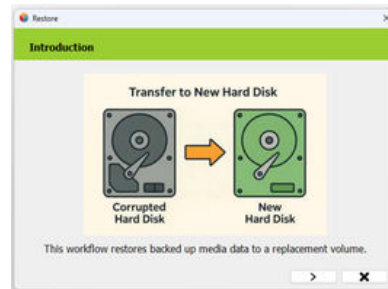 Restore
Introduction
Transfer to New Hard Disk
Corrupted
Hard Disk
New
Hard Disk
This workflow restores backed up media data to a replacement volume.